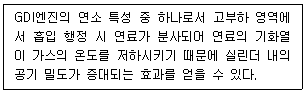 GDI엔진의 연소 특성 중 하나로서 고부하 영역에
서 흡입 행정 시 연료가 분사되어 연료의 기화열
이 가스의 온도를 저하시키기 때문에 실린더 내의
공기 밀도가 증대되는 효과를 얻을 수 있다.